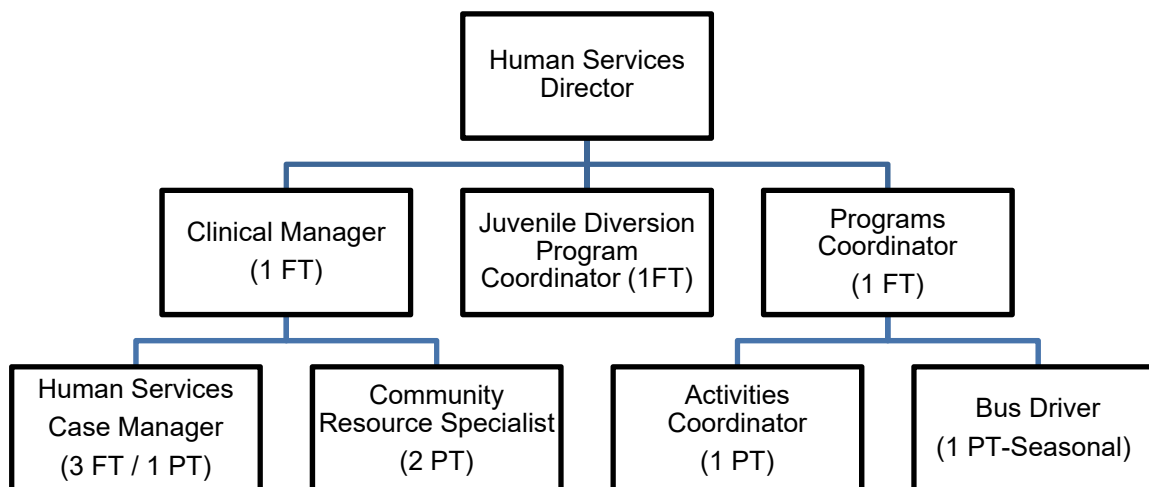 Human Services
Director
Clinical Manager
(1 FT)
Juvenile Diversion
Program
Coordinator (1FT)
Programs
Coordinator
(1 FT)
Human Services
Case Manager
(3 FT / 1 PT)
Community
Resource Specialist
(2 PT)
Activities
Coordinator
(1 PT)
Bus Driver
(1 PT-Seasonal)